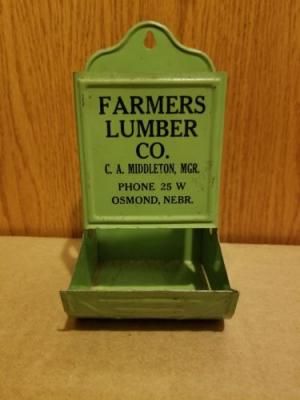 FARMERS
LUMBER
CO.
C. A. MIDDLETON, MGR.
PHONE 25 W
OSMOND, NEBR.